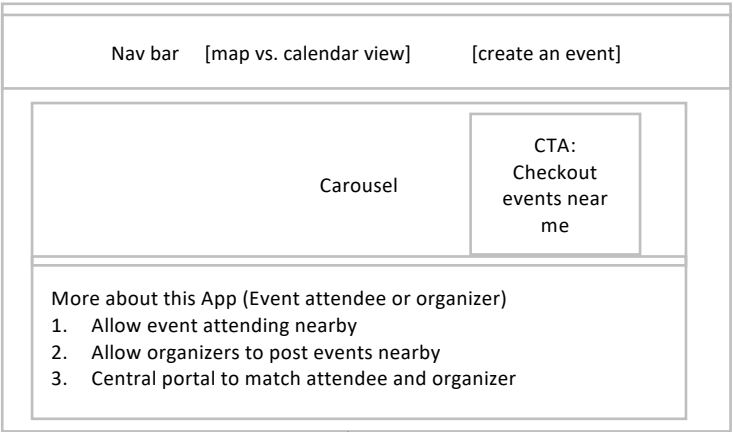 Nav bar [map vs. calendar view] [create an event]
Carousel
CTA:
Checkout
events near
me
More about this App (Event attendee or organizer)
1. Allow event attending nearby
2. Allow organizers to post events nearby
3. Central portal to match attendee and organizer